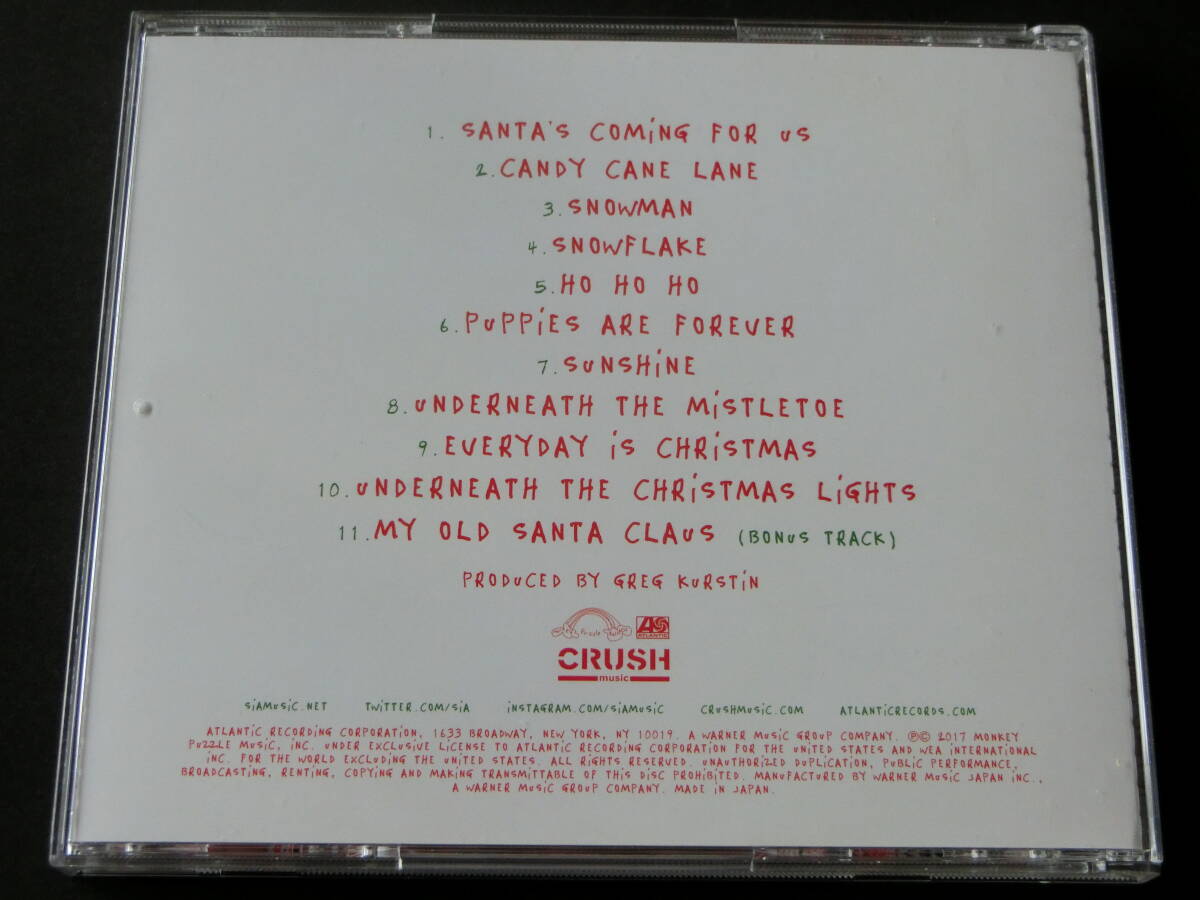 1. SANTA'S COMiNG FOR US
2. CANDY CANE LANE
3. SNOWMAN
4. SNOWFLAKE
5. HO HO HO
6. PUPPiES ARE FOREVER
7. SUNSHiNE
8. UNDERNEATH THE MiSTLETOE
9. EVERYDAY iS CHRiSTMAS
10. UNDERNEATH THE CHRiSTMAS LiGHTS
11. MY OLD SANTA CLAUS (BONUS TRACK)
PRODUCED BY GREG KURSTiN
Puzzle
ATLANTIC
CRUSH
music
SiAMUSiC.NET TWiTTER.COM/SiA iNSTAGRAM.COM/SiAMUSiC CRUSHMUSiC.COM ATLANTiCRECORDS.COM
ATLANTiC RECORDiNG CORPORATiON, 1633 BROADWAY, NEW YORK, NY 10019. A WARNER MUSiC GROUP COMPANY. ℗© 2017 MONKEY
PUZZLE MUSiC, iNC. UNDER EXCLUSiVE LiCENSE TO ATLANTiC RECORDiNG CORPORATiON FOR THE UNiTED STATES AND WEA iNTERNATiONAL
iNC. FOR THE WORLD EXCLUDiNG THE UNiTED STATES. ALL RiGHTS RESERVED. UNAUTHORiZED DUPLiCATiON, PUBLiC PERFORMANCE,
BROADCASTiNG, RENTiNG, COPYiNG AND MAKiNG TRANSMiTTABLE OF THiS DiSC PROHiBiTED. MANUFACTURED BY WARNER MUSiC JAPAN iNC.,
A WARNER MUSiC GROUP COMPANY. MADE iN JAPAN.